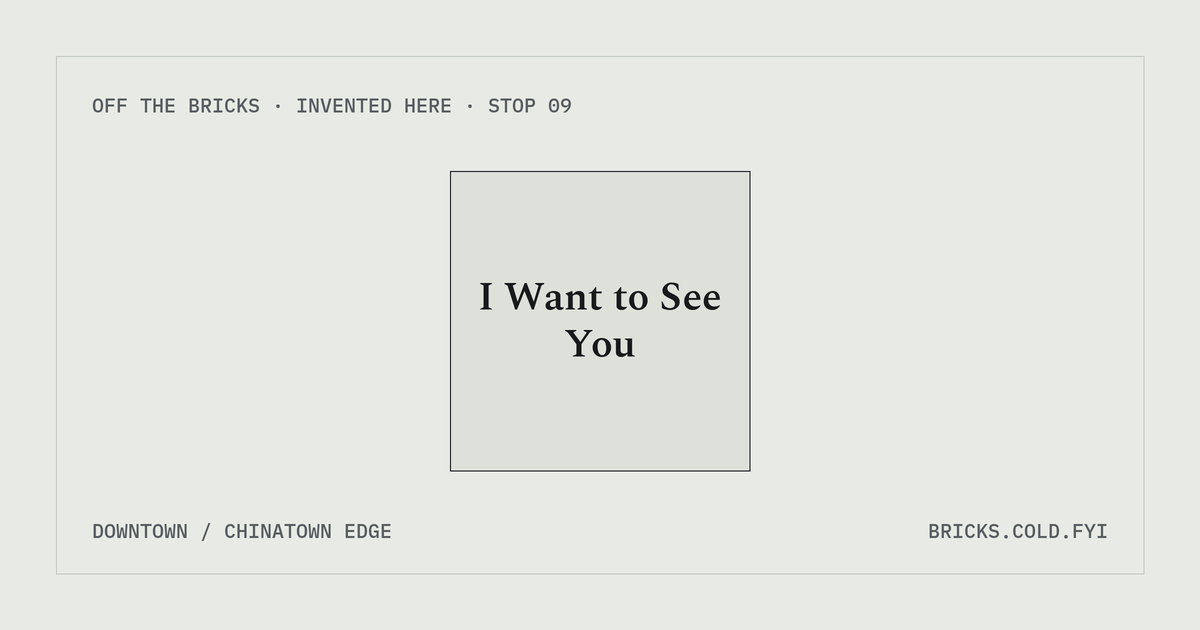 OFF THE BRICKS · INVENTED HERE · STOP 09
I Want to See
You
DOWNTOWN / CHINATOWN EDGE
BRICKS.COLD.FYI